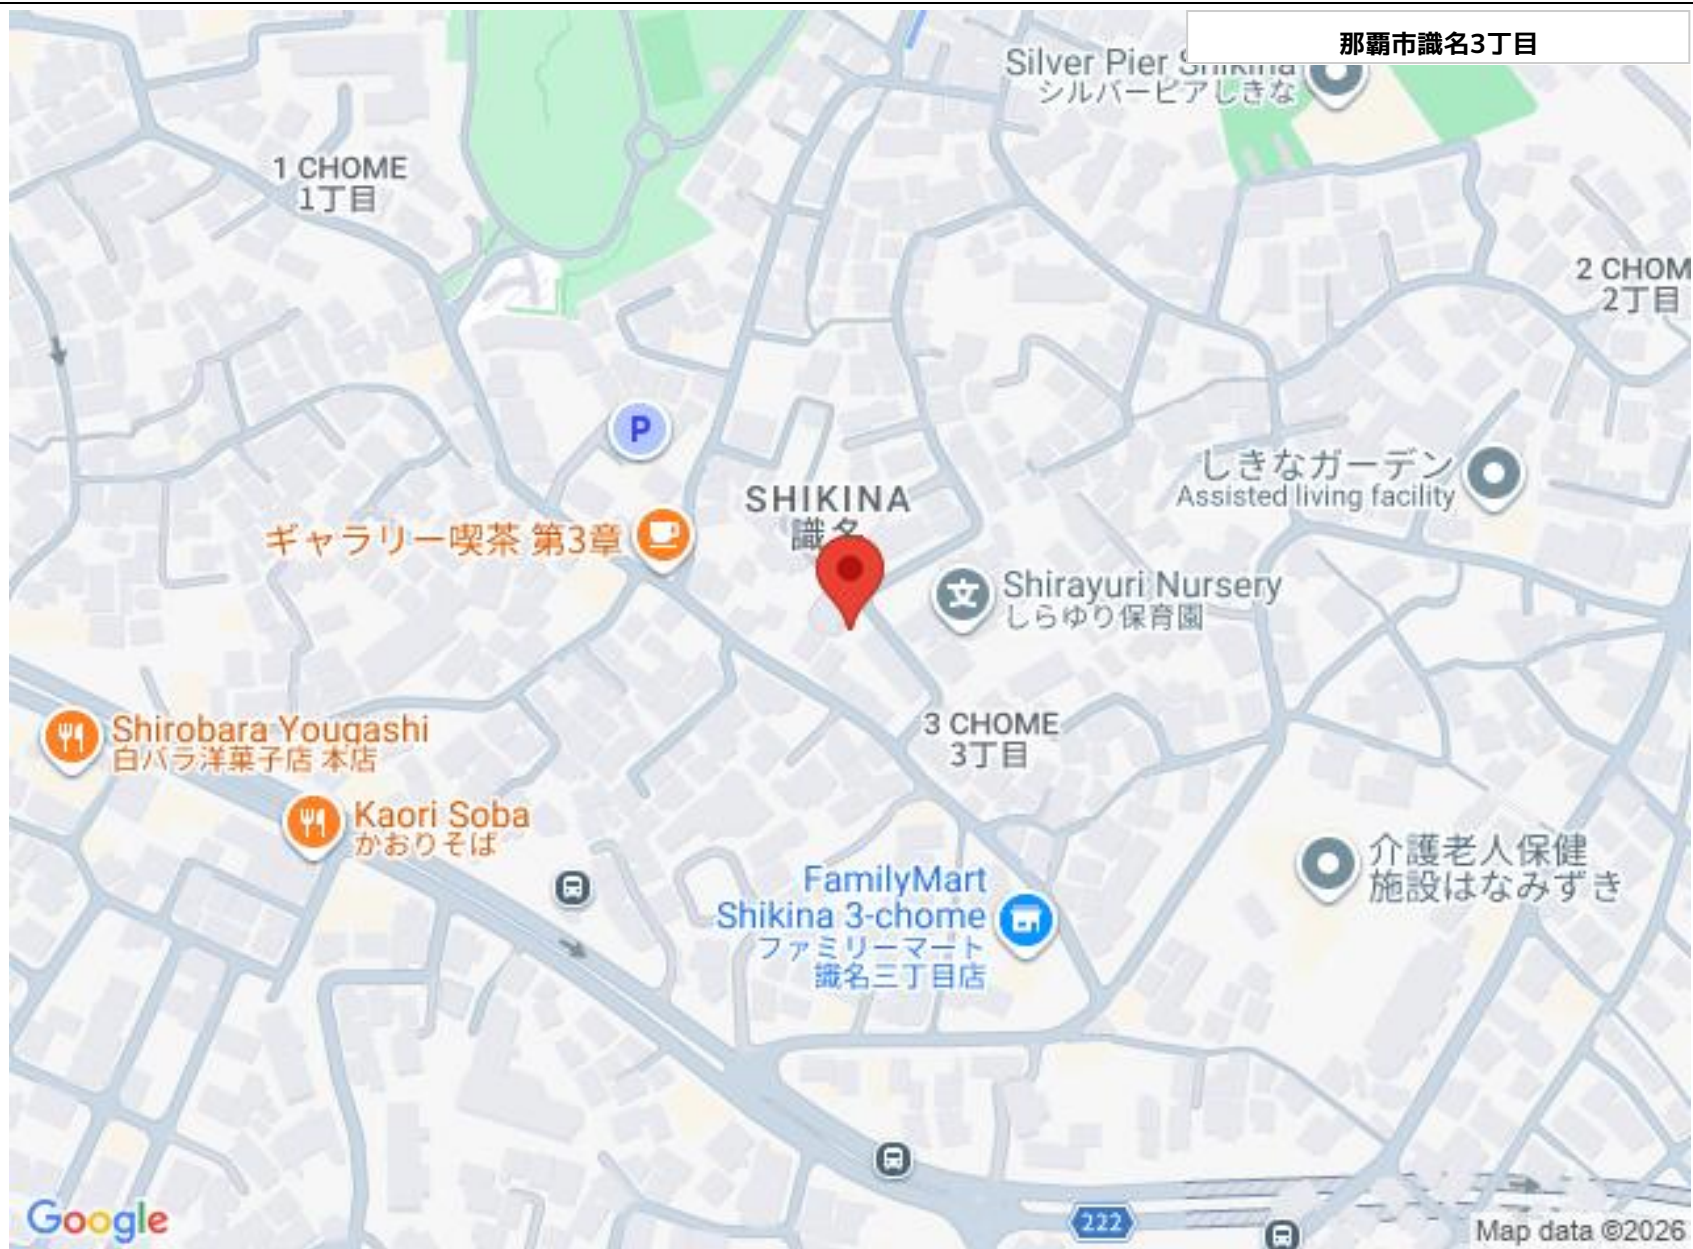 那覇市識名3丁目
Silver Pier Shikina
シルバーピアしきな
1 CHOME
1丁目
2 CHOM
2丁目
P
しきなガーデン
Assisted living facility
SHIKINA
識名
ギャラリー喫茶 第3章
文
Shirayuri Nursery
しらゆり保育園
3 CHOME
3丁目
Shirobara Yougashi
白バラ洋菓子店 本店
Kaori Soba
かおりそば
介護老人保健
施設はなみずき
FamilyMart
Shikina 3-chome
ファミリーマート
識名三丁目店
222
Google
Map data ©2026